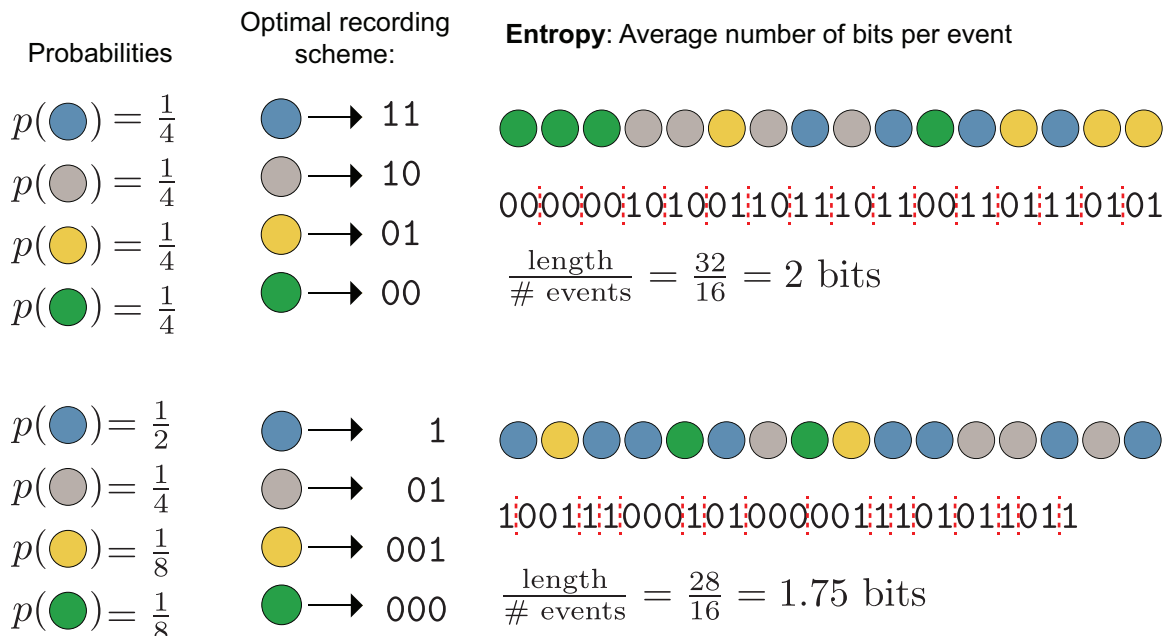 Probabilities
Optimal recording
scheme:
Entropy: Average number of bits per event
p( ) = 1/4
11
p( ) = 1/4
10
p( ) = 1/4
01
p( ) = 1/4
00
00000010100110111011001101110101
length/# events = 32/16 = 2 bits
p( ) = 1/2
1
p( ) = 1/4
01
p( ) = 1/8
001
p( ) = 1/8
000
1001110001010000011101011011
length/# events = 28/16 = 1.75 bits